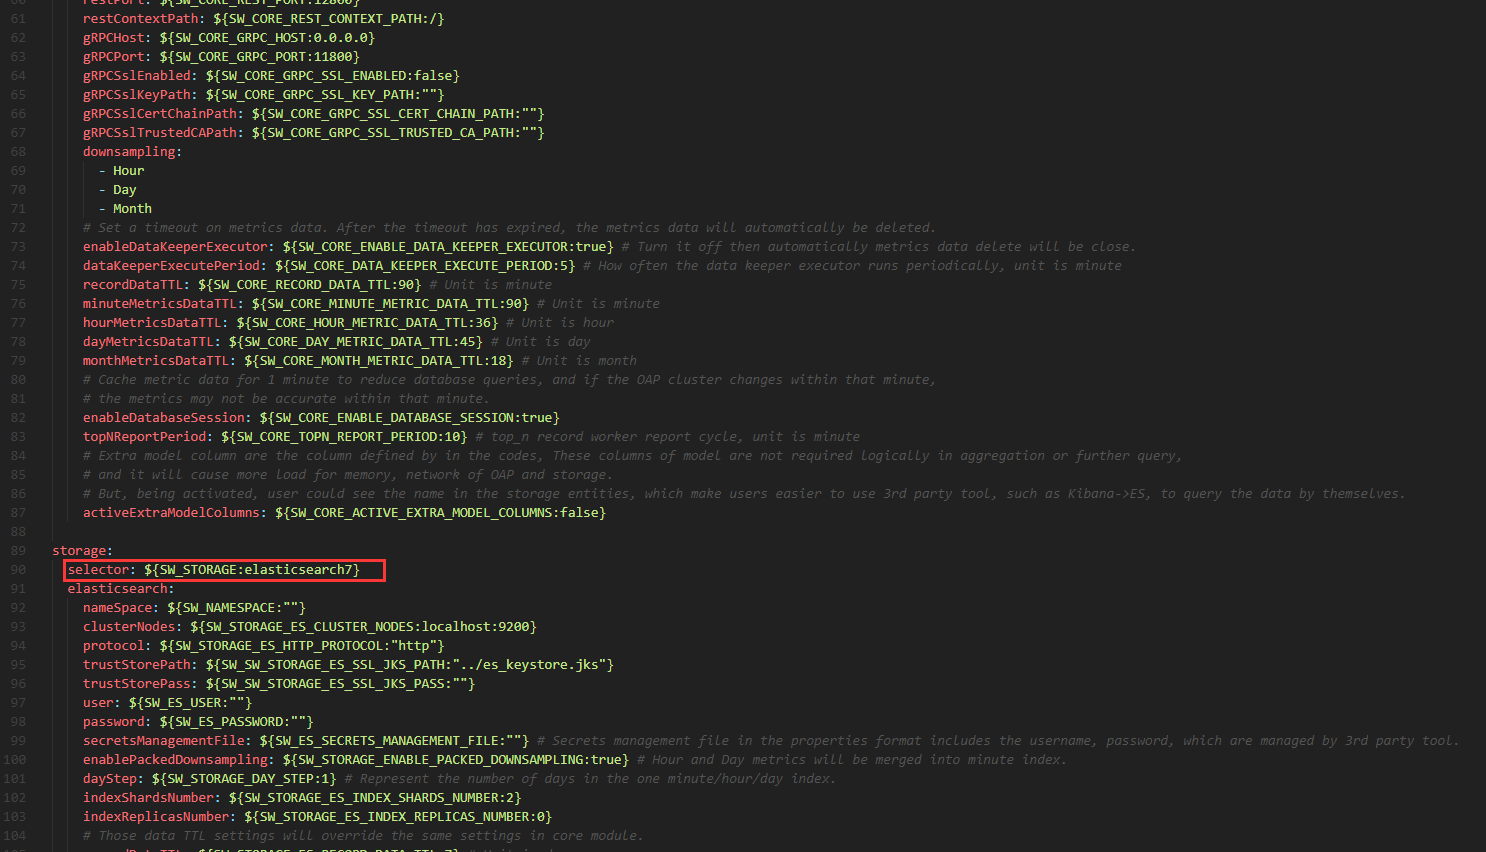 60 restPort: ${SW_CORE_REST_PORT:12800}
61 restContextPath: ${SW_CORE_REST_CONTEXT_PATH:/}
62 gRPCHost: ${SW_CORE_GRPC_HOST:0.0.0.0}
63 gRPCPort: ${SW_CORE_GRPC_PORT:11800}
64 gRPCSslEnabled: ${SW_CORE_GRPC_SSL_ENABLED:false}
65 gRPCSslKeyPath: ${SW_CORE_GRPC_SSL_KEY_PATH:""}
66 gRPCSslCertChainPath: ${SW_CORE_GRPC_SSL_CERT_CHAIN_PATH:""}
67 gRPCSslTrustedCAPath: ${SW_CORE_GRPC_SSL_TRUSTED_CA_PATH:""}
68 downsampling:
69 - Hour
70 - Day
71 - Month
72 # Set a timeout on metrics data. After the timeout has expired, the metrics data will automatically be deleted.
73 enableDataKeeperExecutor: ${SW_CORE_ENABLE_DATA_KEEPER_EXECUTOR:true} # Turn it off then automatically metrics data delete will be close.
74 dataKeeperExecutePeriod: ${SW_CORE_DATA_KEEPER_EXECUTE_PERIOD:5} # How often the data keeper executor runs periodically, unit is minute
75 recordDataTTL: ${SW_CORE_RECORD_DATA_TTL:90} # Unit is minute
76 minuteMetricsDataTTL: ${SW_CORE_MINUTE_METRIC_DATA_TTL:90} # Unit is minute
77 hourMetricsDataTTL: ${SW_CORE_HOUR_METRIC_DATA_TTL:36} # Unit is hour
78 dayMetricsDataTTL: ${SW_CORE_DAY_METRIC_DATA_TTL:45} # Unit is day
79 monthMetricsDataTTL: ${SW_CORE_MONTH_METRIC_DATA_TTL:18} # Unit is month
80 # Cache metric data for 1 minute to reduce database queries, and if the OAP cluster changes within that minute,
81 # the metrics may not be accurate within that minute.
82 enableDatabaseSession: ${SW_CORE_ENABLE_DATABASE_SESSION:true}
83 topNReportPeriod: ${SW_CORE_TOPN_REPORT_PERIOD:10} # top_n record worker report cycle, unit is minute
84 # Extra model column are the column defined by in the codes, These columns of model are not required logically in aggregation or further query,
85 # and it will cause more load for memory, network of OAP and storage.
86 # But, being activated, user could see the name in the storage entities, which make users easier to use 3rd party tool, such as Kibana->ES, to query the data by themselves.
87 activeExtraModelColumns: ${SW_CORE_ACTIVE_EXTRA_MODEL_COLUMNS:false}
88
89 storage:
90 selector: ${SW_STORAGE:elasticsearch7}
91 elasticsearch:
92 nameSpace: ${SW_NAMESPACE:""}
93 clusterNodes: ${SW_STORAGE_ES_CLUSTER_NODES:localhost:9200}
94 protocol: ${SW_STORAGE_ES_HTTP_PROTOCOL:"http"}
95 trustStorePath: ${SW_SW_STORAGE_ES_SSL_JKS_PATH:"../es_keystore.jks"}
96 trustStorePass: ${SW_SW_STORAGE_ES_SSL_JKS_PASS:""}
97 user: ${SW_ES_USER:""}
98 password: ${SW_ES_PASSWORD:""}
99 secretsManagementFile: ${SW_ES_SECRETS_MANAGEMENT_FILE:""} # Secrets management file in the properties format includes the username, password, which are managed by 3rd party tool.
100 enablePackedDownsampling: ${SW_STORAGE_ENABLE_PACKED_DOWNSAMPLING:true} # Hour and Day metrics will be merged into minute index.
101 dayStep: ${SW_STORAGE_DAY_STEP:1} # Represent the number of days in the one minute/hour/day index.
102 indexShardsNumber: ${SW_STORAGE_ES_INDEX_SHARDS_NUMBER:2}
103 indexReplicasNumber: ${SW_STORAGE_ES_INDEX_REPLICAS_NUMBER:0}
104 # Those data TTL settings will override the same settings in core module.